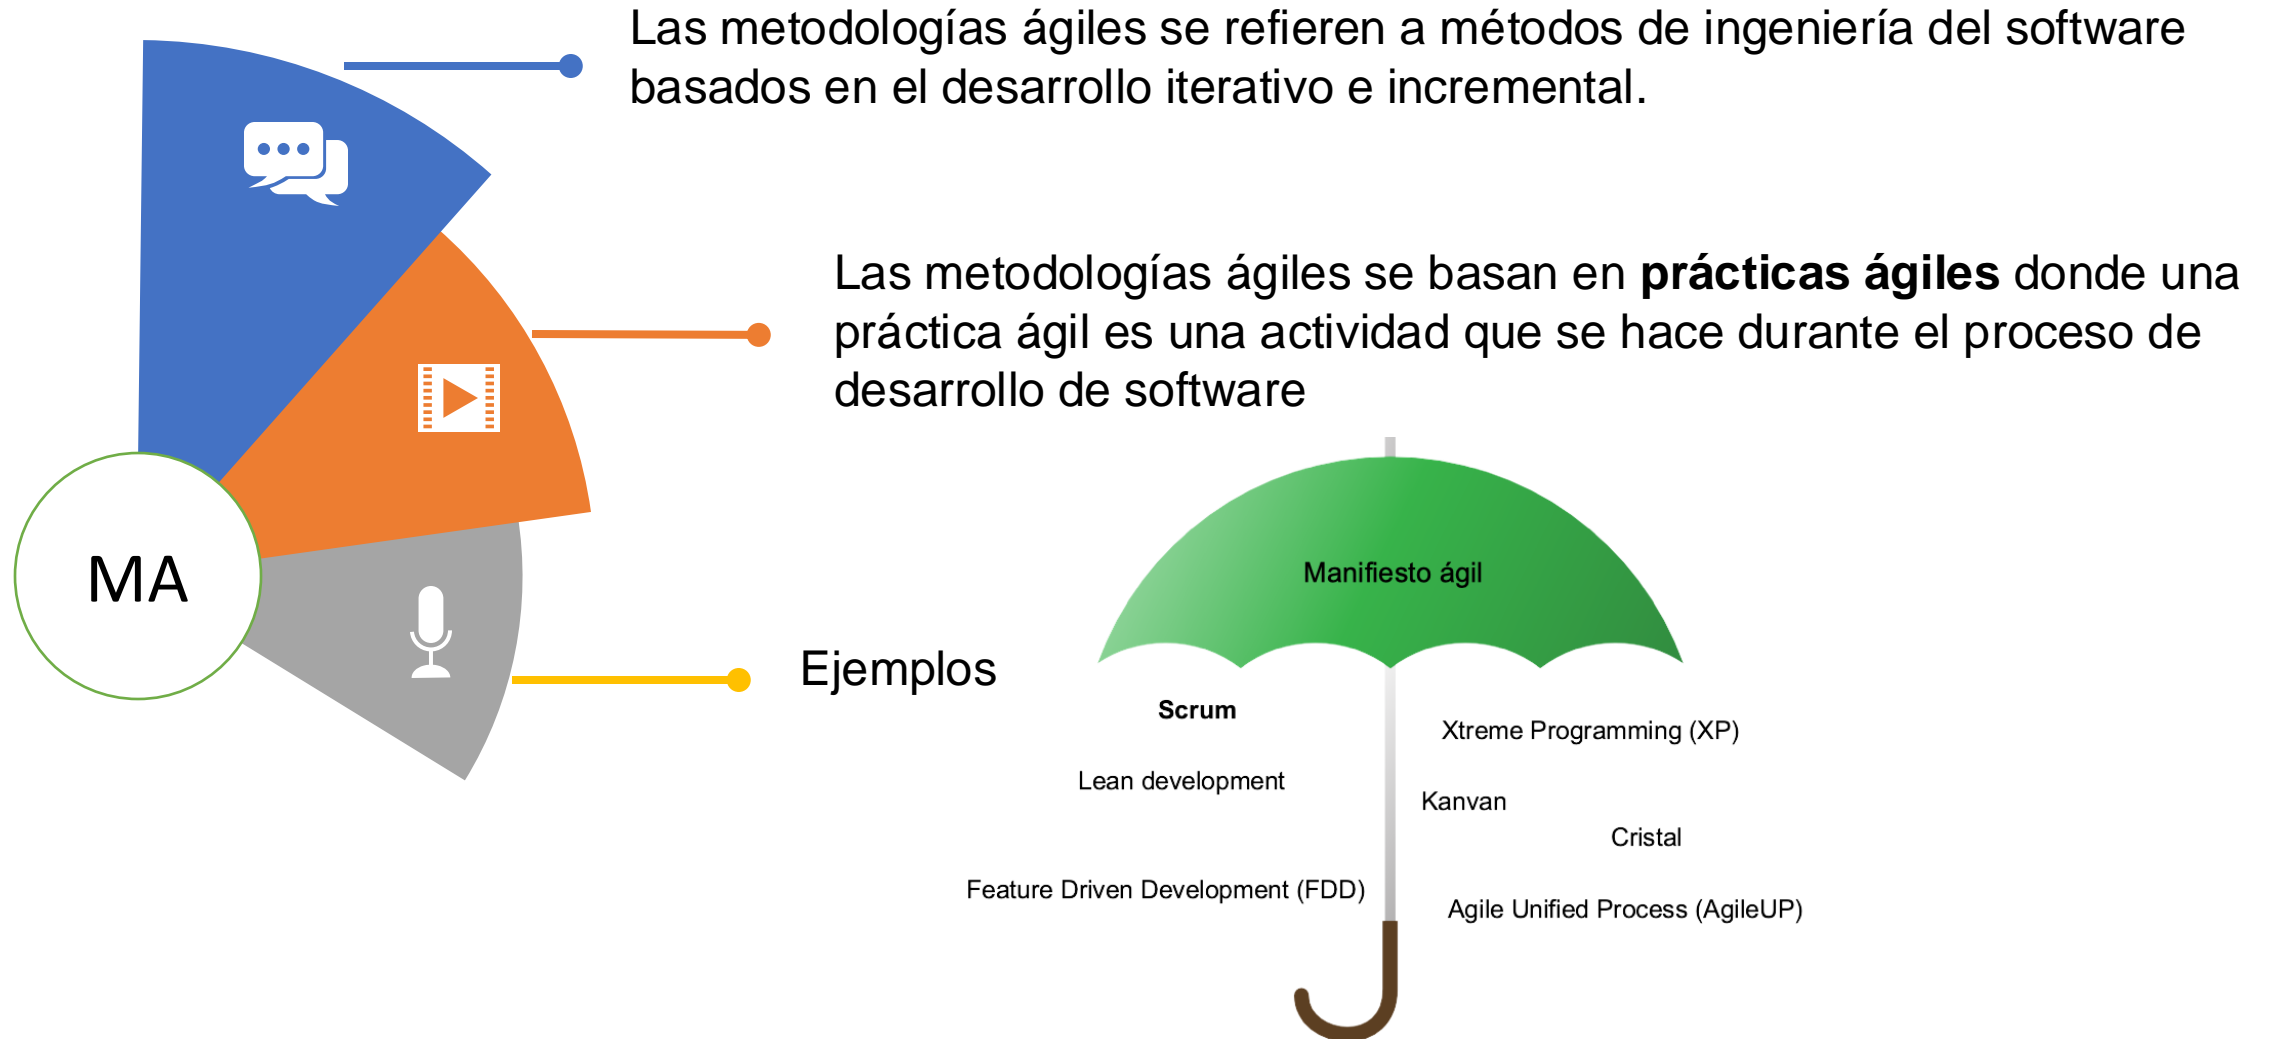 Las metodologías ágiles se refieren a métodos de ingeniería del software
basados en el desarrollo iterativo e incremental.
Las metodologías ágiles se basan en prácticas ágiles donde una
práctica ágil es una actividad que se hace durante el proceso de
desarrollo de software
MA
Ejemplos
Manifiesto ágil
Scrum
Xtreme Programming (XP)
Lean development
Kanvan
Cristal
Feature Driven Development (FDD)
Agile Unified Process (AgileUP)